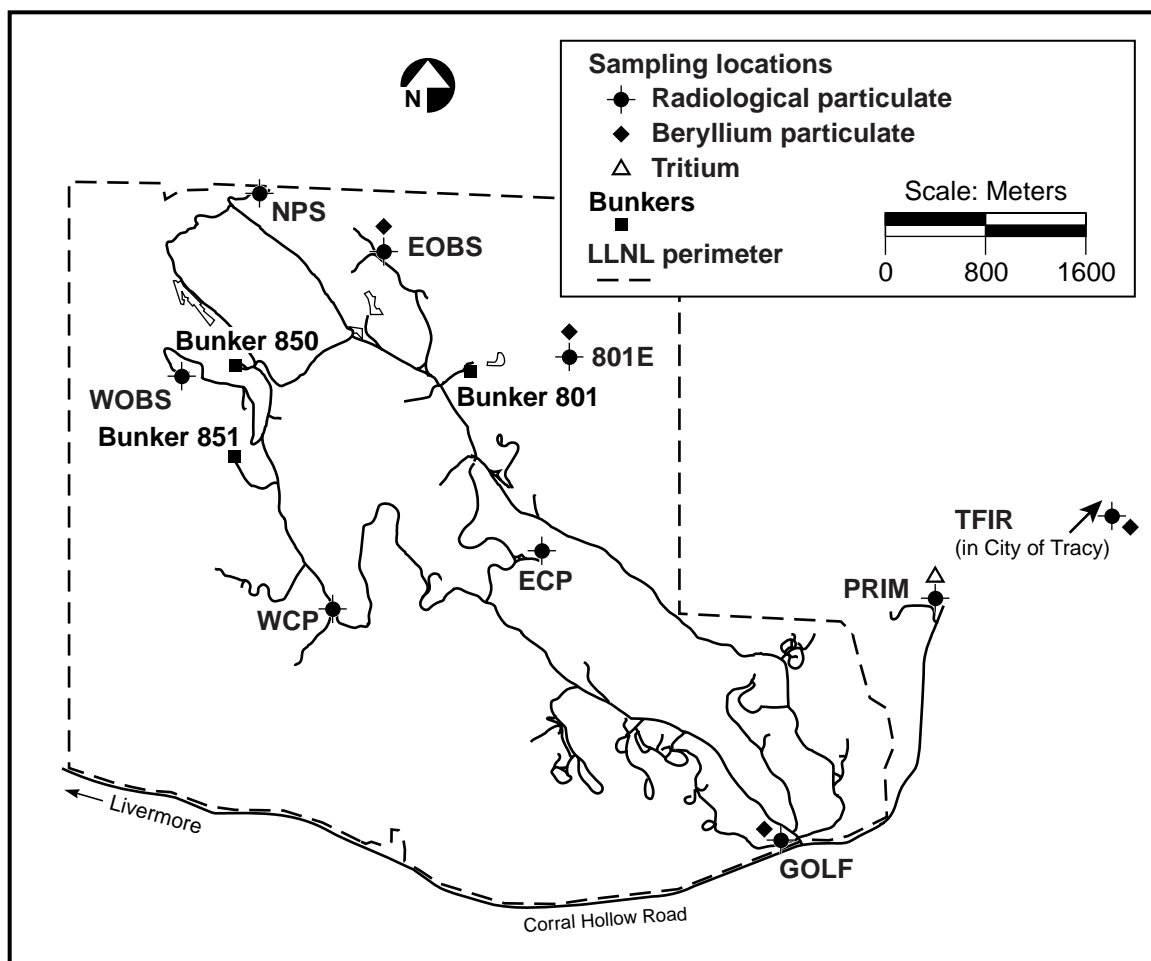 N
Sampling locations
Radiological particulate
Beryllium particulate
Tritium
Bunkers
LLNL perimeter
Scale: Meters
0 800 1600
NPS
EOBS
Bunker 850
801E
WOBS
Bunker 801
Bunker 851
TFIR
(in City of Tracy)
ECP
PRIM
WCP
Livermore
GOLF
Corral Hollow Road